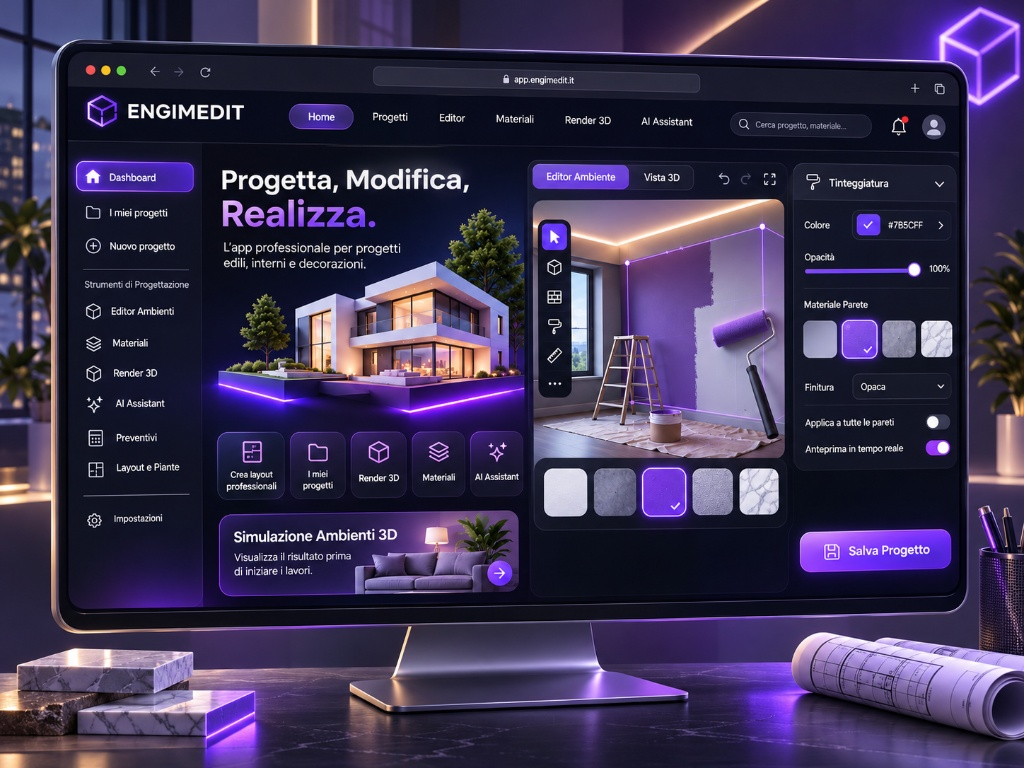 app.engimedit.it
ENGIMEDIT
Home
Progetti
Editor
Materiali
Render 3D
AI Assistant
Cerca progetto, materiale...
Dashboard
I miei progetti
Nuovo progetto
Strumenti di Progettazione
Editor Ambienti
Materiali
Render 3D
AI Assistant
Preventivi
Layout e Piante
Impostazioni
Progetta, Modifica,
Realizza.
L'app professionale per progetti
edili, interni e decorazioni.
Crea layout
professionali
I miei
progetti
Render 3D
Materiali
AI Assistant
Simulazione Ambienti 3D
Visualizza il risultato prima
di iniziare i lavori.
Editor Ambiente
Vista 3D
Tinteggiatura
Colore
#7B5CFF
Opacità
100%
Materiale Parete
Finitura
Opaca
Applica a tutte le pareti
Anteprima in tempo reale
Salva Progetto